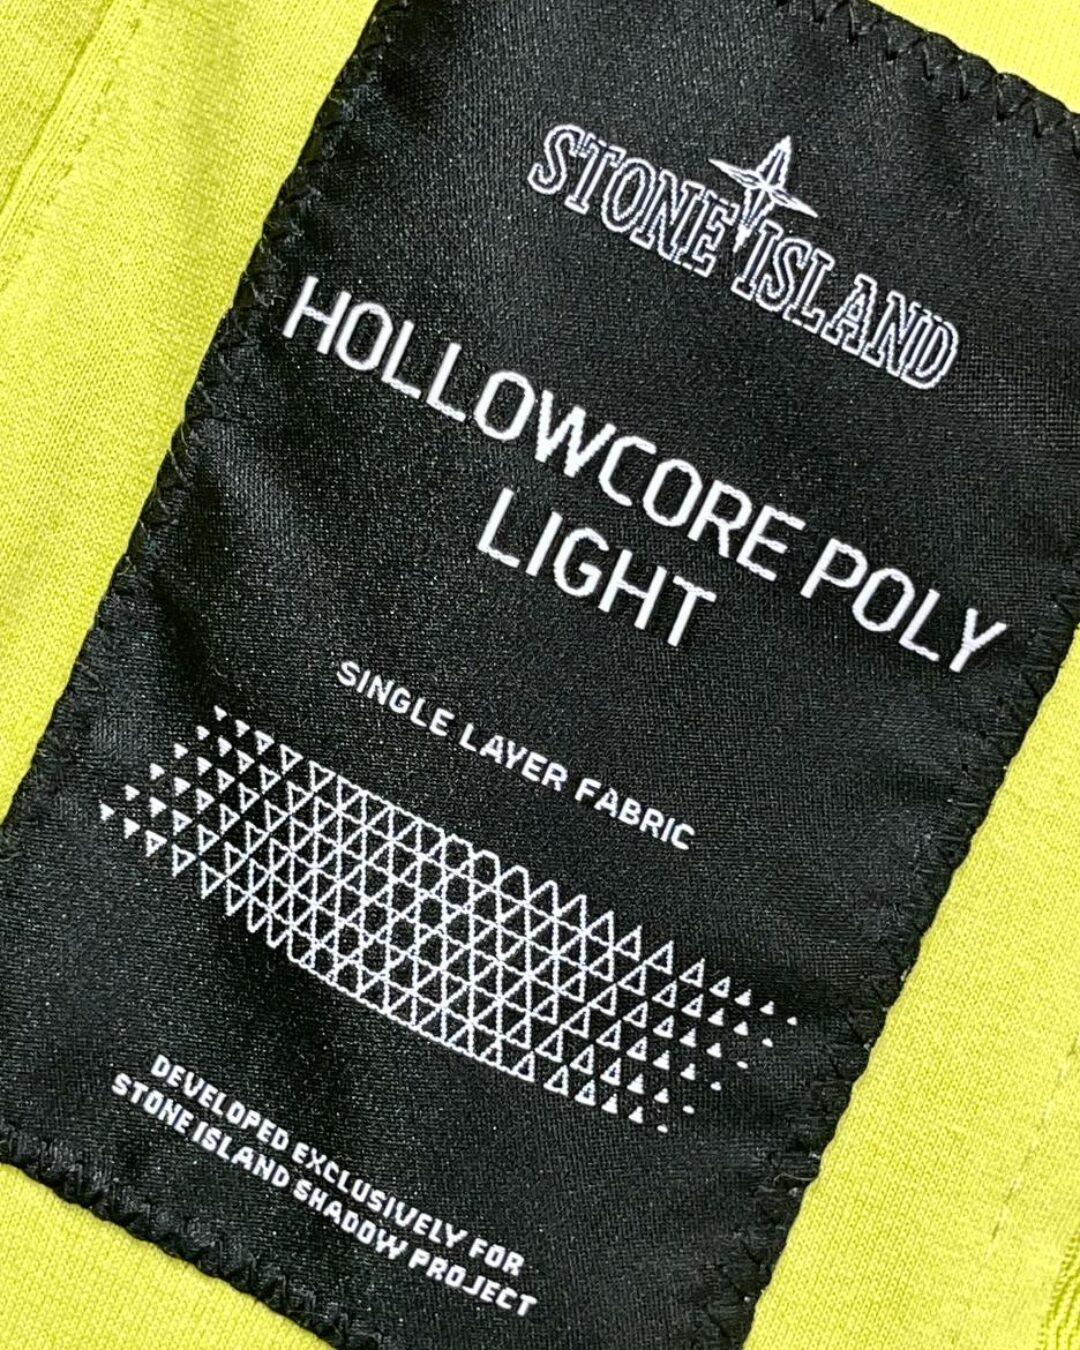 STONE ISLAND
HOLLOWCORE POLY
LIGHT
SINGLE LAYER FABRIC
DEVELOPED EXCLUSIVELY FOR
STONE ISLAND SHADOW PROJECT